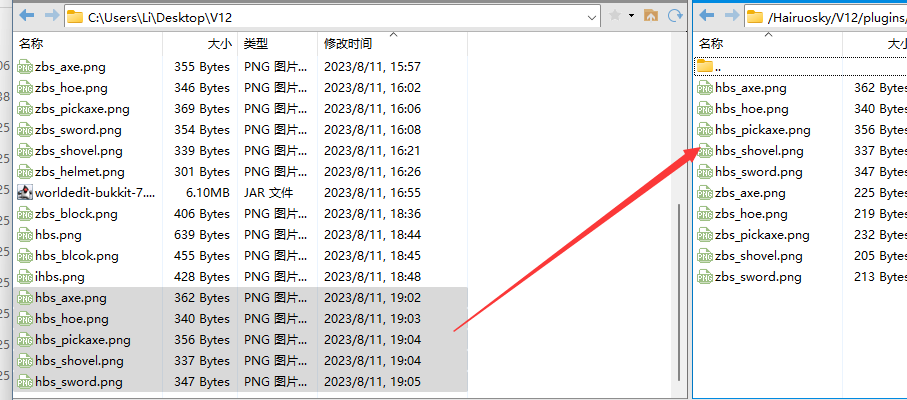 C:\Users\Li\Desktop\V12
/Hairuosky/V12/plugins/
名称 大小 类型 修改时间
zbs_axe.png 355 Bytes PNG 图片... 2023/8/11, 15:57
zbs_hoe.png 346 Bytes PNG 图片... 2023/8/11, 16:02
zbs_pickaxe.png 369 Bytes PNG 图片... 2023/8/11, 16:06
zbs_sword.png 354 Bytes PNG 图片... 2023/8/11, 16:08
zbs_shovel.png 339 Bytes PNG 图片... 2023/8/11, 16:21
zbs_helmet.png 301 Bytes PNG 图片... 2023/8/11, 16:26
worldedit-bukkit-7.... 6.10MB JAR 文件 2023/8/11, 16:55
zbs_block.png 406 Bytes PNG 图片... 2023/8/11, 18:36
hbs.png 639 Bytes PNG 图片... 2023/8/11, 18:44
hbs_blcok.png 455 Bytes PNG 图片... 2023/8/11, 18:45
ihbs.png 428 Bytes PNG 图片... 2023/8/11, 18:48
hbs_axe.png 362 Bytes PNG 图片... 2023/8/11, 19:02
hbs_hoe.png 340 Bytes PNG 图片... 2023/8/11, 19:03
hbs_pickaxe.png 356 Bytes PNG 图片... 2023/8/11, 19:04
hbs_shovel.png 337 Bytes PNG 图片... 2023/8/11, 19:04
hbs_sword.png 347 Bytes PNG 图片... 2023/8/11, 19:05
名称 大小
..
hbs_axe.png 362 Bytes
hbs_hoe.png 340 Bytes
hbs_pickaxe.png 356 Bytes
hbs_shovel.png 337 Bytes
hbs_sword.png 347 Bytes
zbs_axe.png 225 Bytes
zbs_hoe.png 219 Bytes
zbs_pickaxe.png 232 Bytes
zbs_shovel.png 205 Bytes
zbs_sword.png 213 Bytes